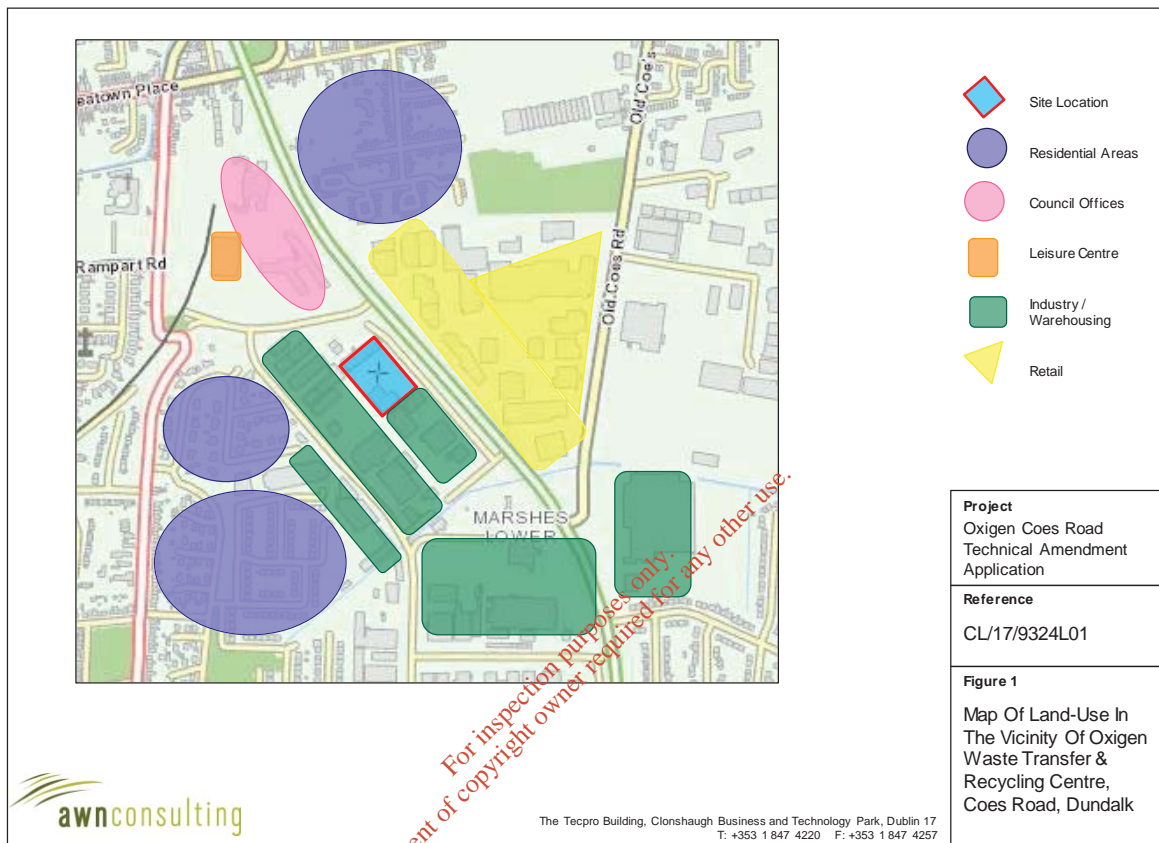 eatown Place
Old Coe's
Rampart Rd
Old Coes Rd
MARSHES
LOWER
Site Location
Residential Areas
Council Offices
Leisure Centre
Industry /
Warehousing
Retail
For inspection purposes only.
ent of copyright owner required for any other use.
Project
Oxigen Coes Road
Technical Amendment
Application
Reference
CL/17/9324L01
Figure 1
Map Of Land-Use In
The Vicinity Of Oxigen
Waste Transfer &
Recycling Centre,
Coes Road, Dundalk
awnconsulting
The Tecpro Building, Clonshaugh Business and Technology Park, Dublin 17
T: +353 1 847 4220 F: +353 1 847 4257